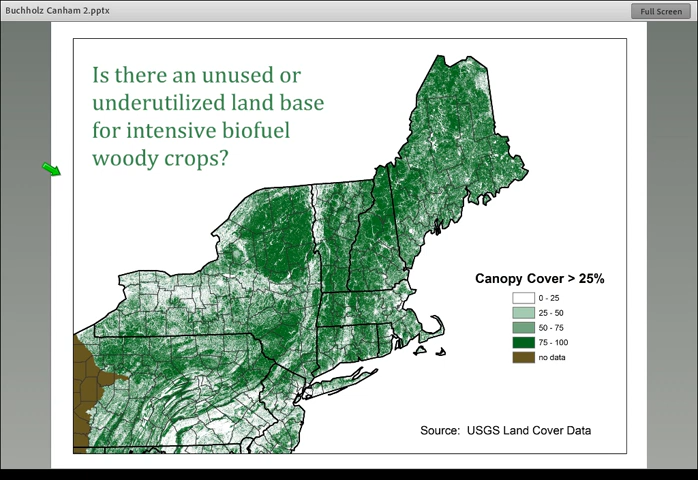 Buchholz Canham 2.pptx
Full Screen
Is there an unused or
underutilized land base
for intensive biofuel
woody crops?
Canopy Cover > 25%
0 - 25
25 - 50
50 - 75
75 - 100
no data
Source: USGS Land Cover Data